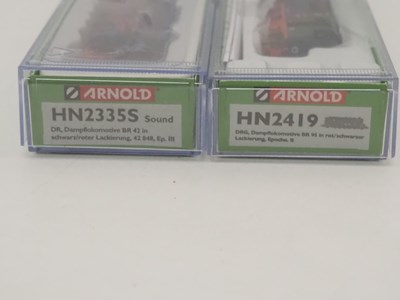 ARNOLD
HN2335S Sound
DR, Dampflokomotive BR 42 in
schwarz/roter Lackierung, 42 848, Ep. III
ARNOLD
HN2419
DRG, Dampflokomotive BR 95 in rot/schwarzer
Lackierung, Epoche, II